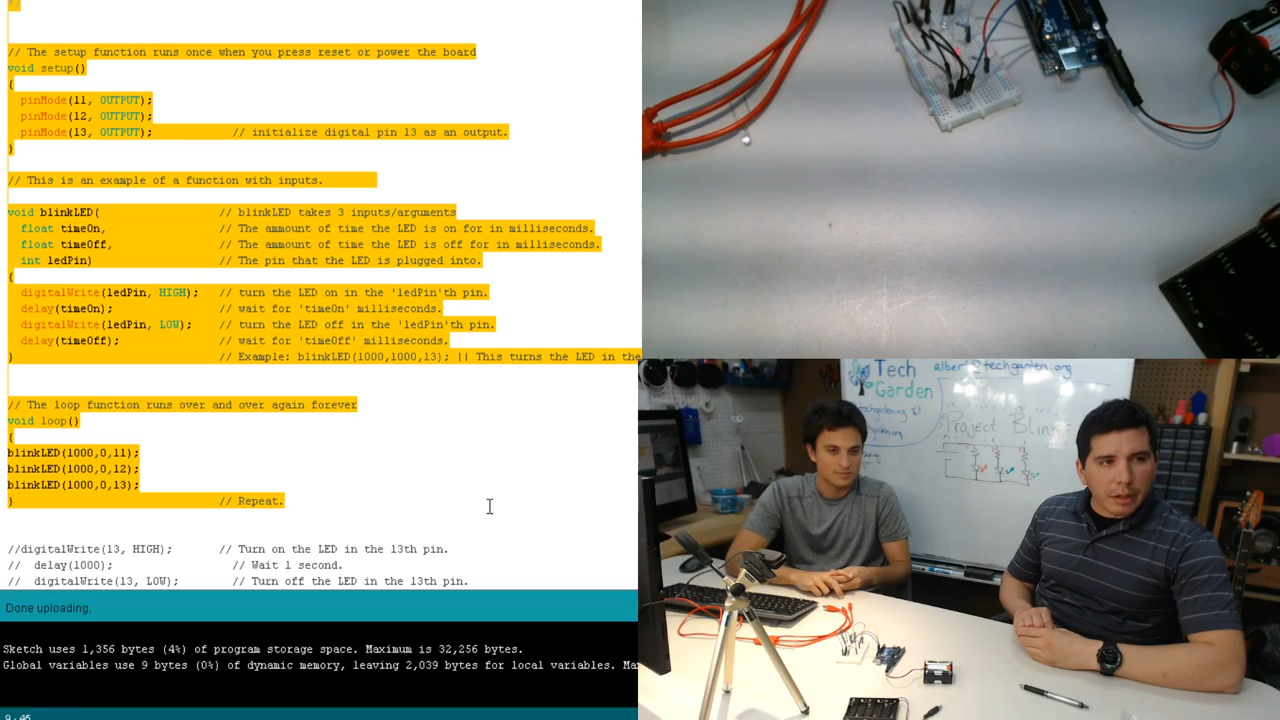 */
// The setup function runs once when you press reset or power the board
void setup()
{
pinMode(11, OUTPUT);
pinMode(12, OUTPUT);
pinMode(13, OUTPUT); // initialize digital pin 13 as an output.
}
// This is an example of a function with inputs.
void blinkLED( // blinkLED takes 3 inputs/arguments
float timeOn, // The ammount of time the LED is on for in milliseconds.
float timeOff, // The ammount of time the LED is off for in milliseconds.
int ledPin) // The pin that the LED is plugged into.
{
digitalWrite(ledPin, HIGH); // turn the LED on in the 'ledPin'th pin.
delay(timeOn); // wait for 'timeOn' milliseconds.
digitalWrite(ledPin, LOW); // turn the LED off in the 'ledPin'th pin.
delay(timeOff); // wait for 'timeOff' milliseconds.
} // Example: blinkLED(1000,1000,13); || This turns the LED in the
// The loop function runs over and over again forever
void loop()
{
blinkLED(1000,0,11);
blinkLED(1000,0,12);
blinkLED(1000,0,13);
} // Repeat.
//digitalWrite(13, HIGH); // Turn on the LED in the 13th pin.
// delay(1000); // Wait 1 second.
// digitalWrite(13, LOW); // Turn off the LED in the 13th pin.
Done uploading.
Sketch uses 1,356 bytes (4%) of program storage space. Maximum is 32,256 bytes.
Global variables use 9 bytes (0%) of dynamic memory, leaving 2,039 bytes for local variables. Ma
Tech
Garden
albert@techgarden.org
Project Blink